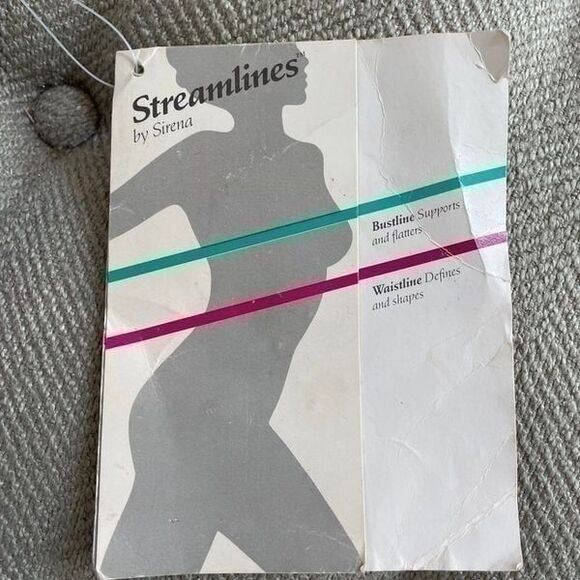 Streamlines™
by Sirena
Bustline Supports
and flatters
Waistline Defines
and shapes